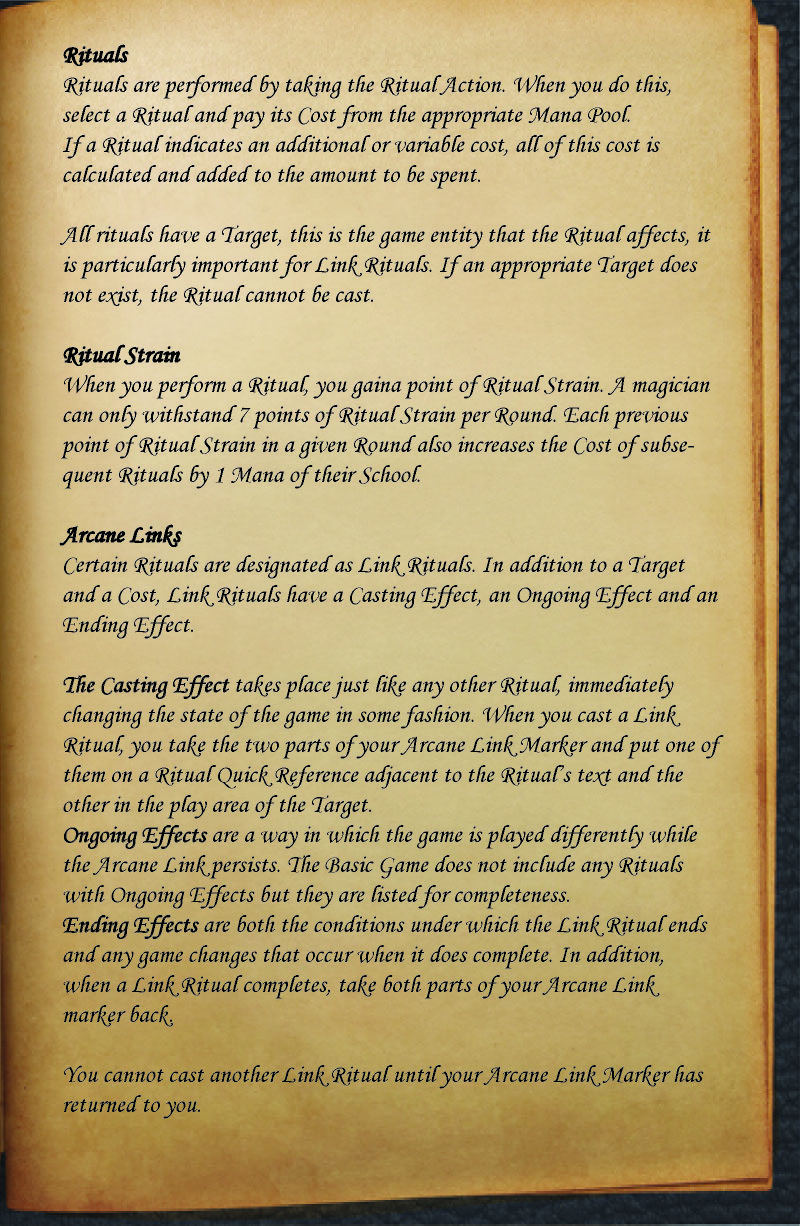 Rituals
Rituals are performed by taking the Ritual Action. When you do this,
select a Ritual and pay its Cost from the appropriate Mana Pool.
If a Ritual indicates an additional or variable cost, all of this cost is
calculated and added to the amount to be spent.
All rituals have a Target, this is the game entity that the Ritual affects, it
is particularly important for Link Rituals. If an appropriate Target does
not exist, the Ritual cannot be cast.
Ritual Strain
When you perform a Ritual, you gaina point of Ritual Strain. A magician
can only withstand 7 points of Ritual Strain per Round. Each previous
point of Ritual Strain in a given Round also increases the Cost of subse-
quent Rituals by 1 Mana of their School.
Arcane Links
Certain Rituals are designated as Link Rituals. In addition to a Target
and a Cost, Link Rituals have a Casting Effect, an Ongoing Effect and an
Ending Effect.
The Casting Effect takes place just like any other Ritual, immediately
changing the state of the game in some fashion. When you cast a Link
Ritual, you take the two parts of your Arcane Link Marker and put one of
them on a Ritual Quick Reference adjacent to the Ritual's text and the
other in the play area of the Target.
Ongoing Effects are a way in which the game is played differently while
the Arcane Link persists. The Basic Game does not include any Rituals
with Ongoing Effects but they are listed for completeness.
Ending Effects are both the conditions under which the Link Ritual ends
and any game changes that occur when it does complete. In addition,
when a Link Ritual completes, take both parts of your Arcane Link
marker back.
You cannot cast another Link Ritual until your Arcane Link Marker has
returned to you.